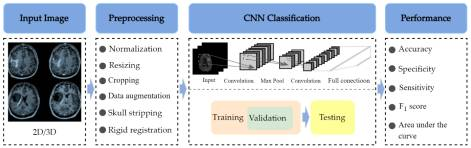 Input Image
2D/3D
Preprocessing
Normalization
Resizing
Cropping
Data augmentation
Skull stripping
Rigid registration
CNN Classification
Input
Convolution
Max Pool
Convolution
Full conectioon
Training
Validation
Testing
Performance
Accuracy
Specificity
Sensitivity
F₁ score
Area under the
curve